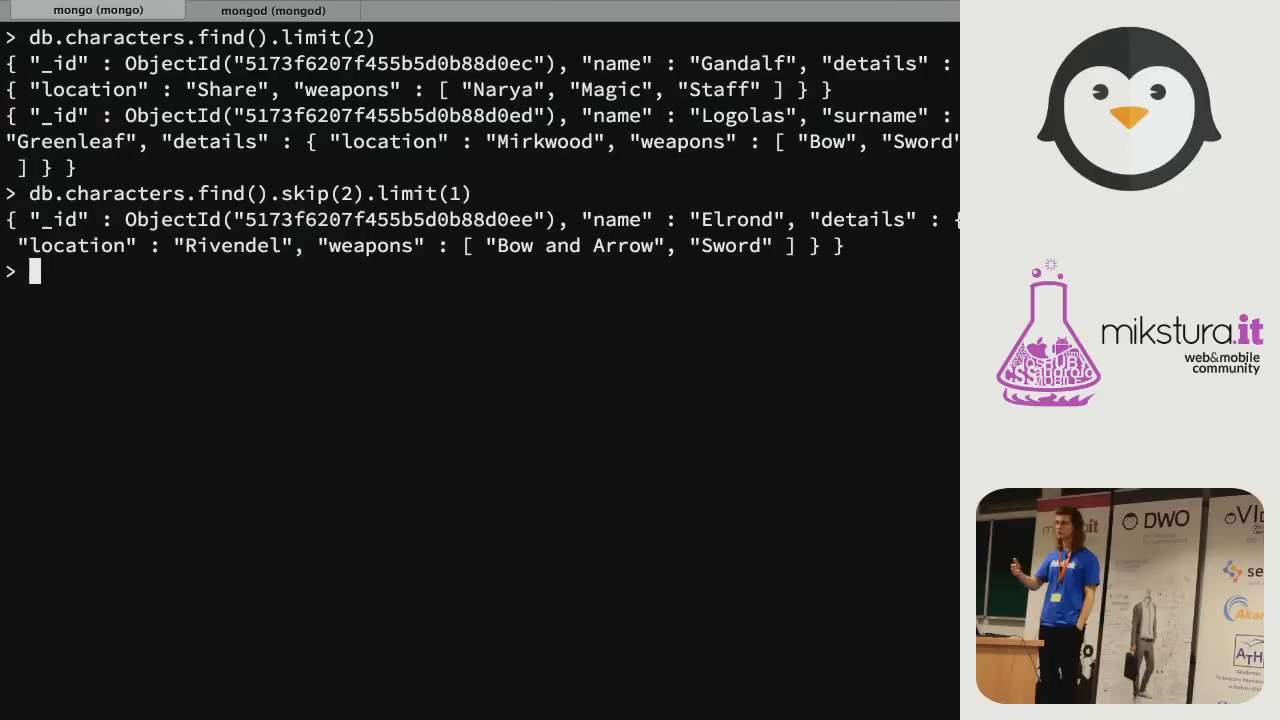 mongo (mongo)
mongod (mongod)
> db.characters.find().limit(2)
{ "_id" : ObjectId("5173f6207f455b5d0b88d0ec"), "name" : "Gandalf", "details" :
{ "location" : "Share", "weapons" : [ "Narya", "Magic", "Staff" ] } }
{ "_id" : ObjectId("5173f6207f455b5d0b88d0ed"), "name" : "Logolas", "surname" :
"Greenleaf", "details" : { "location" : "Mirkwood", "weapons" : [ "Bow", "Sword"
] } }
> db.characters.find().skip(2).limit(1)
{ "_id" : ObjectId("5173f6207f455b5d0b88d0ee"), "name" : "Elrond", "details" : {
"location" : "Rivendel", "weapons" : [ "Bow and Arrow", "Sword" ] } }
>
mikstura.it
web&mobile
community
DWO